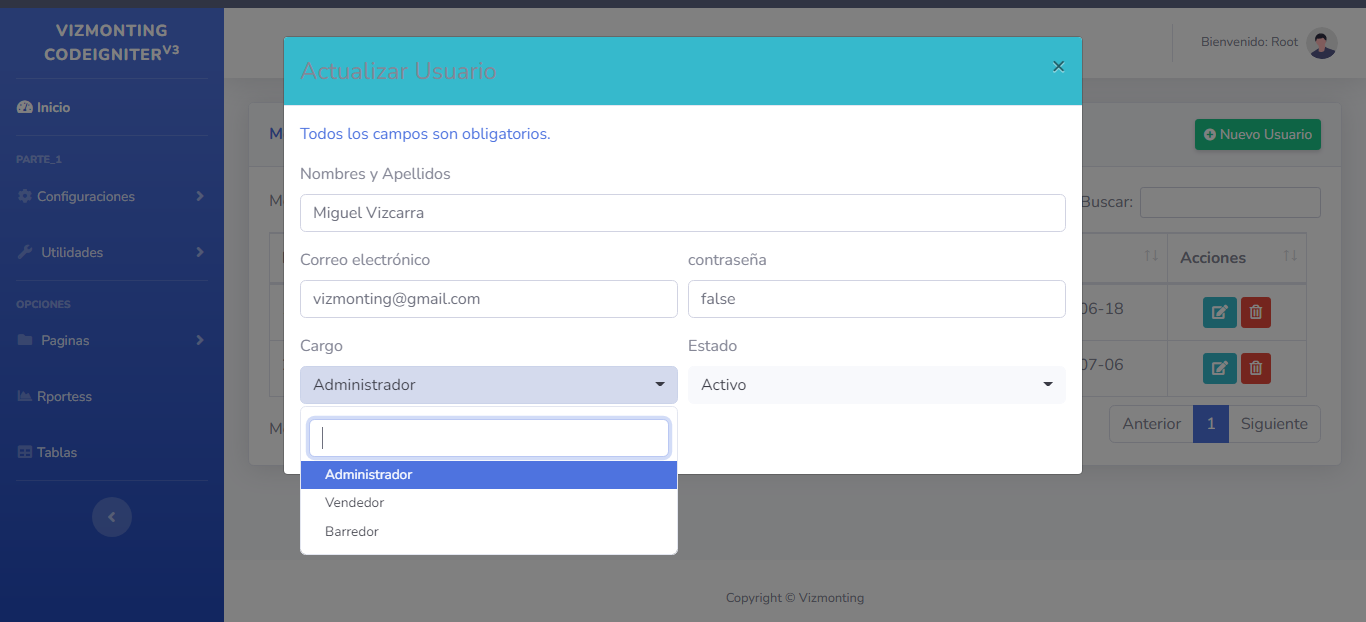 VIZMONTING
CODEIGNITERV3
Inicio
PARTE_1
Configuraciones
Utilidades
OPCIONES
Paginas
Rportess
Tablas
Bienvenido: Root
Nuevo Usuario
Buscar:
Acciones
06-18
07-06
Anterior 1 Siguiente
Actualizar Usuario
×
Todos los campos son obligatorios.
Nombres y Apellidos
Miguel Vizcarra
Correo electrónico contraseña
vizmonting@gmail.com false
Cargo Estado
Administrador Activo
Administrador
Vendedor
Barredor
Copyright © Vizmonting